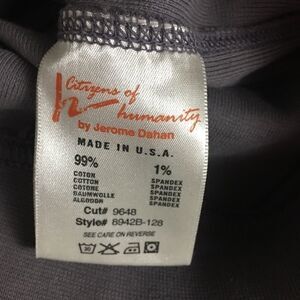 Citizens of
humanity
by Jerome Dahan
MADE IN U.S.A.
99% 1%
COTON SPANDEX
COTTON SPANDEX
COTONE SPANDEX
BAUMWOLLE SPANDEX
ALGODON SPANDEX
Cut# 9648
Style# 8942B-128
SEE CARE ON REVERSE